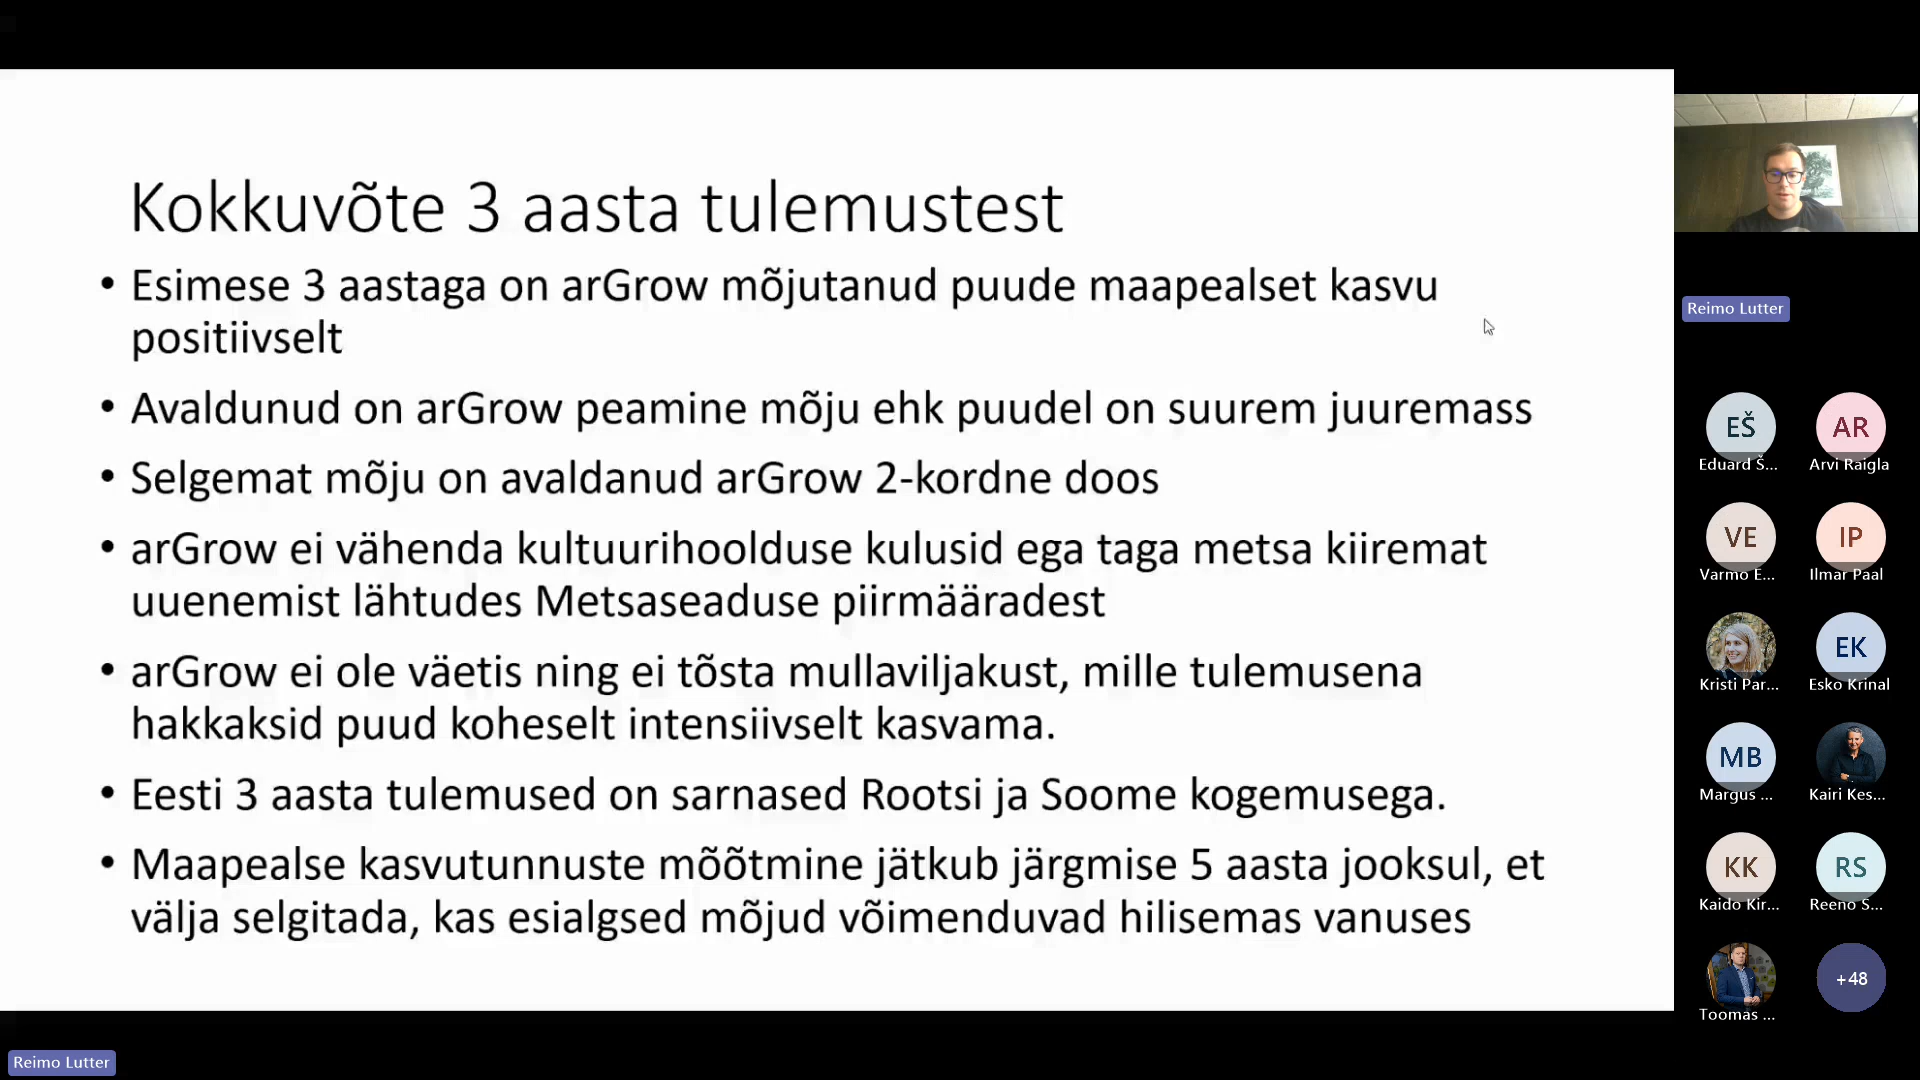 Kokkuvõte 3 aasta tulemustest
• Esimese 3 aastaga on arGrow mõjutanud puude maapealset kasvu
positiivselt
• Avaldunud on arGrow peamine mõju ehk puudel on suurem juuremass
• Selgemat mõju on avaldanud arGrow 2-kordne doos
• arGrow ei vähenda kultuurihoolduse kulusid ega taga metsa kiiremat
uuenemist lähtudes Metsaseaduse piirmääradest
• arGrow ei ole väetis ning ei tõsta mullaviljakust, mille tulemusena
hakkaksid puud koheselt intensiivselt kasvama.
• Eesti 3 aasta tulemused on sarnased Rootsi ja Soome kogemusega.
• Maapealse kasvutunnuste mõõtmine jätkub järgmise 5 aasta jooksul, et
välja selgitada, kas esialgsed mõjud võimenduvad hilisemas vanuses
Reimo Lutter
EŠ
Eduard Š...
AR
Arvi Raigla
VE
Varmo E...
IP
Ilmar Paal
Kristi Par...
EK
Esko Krinal
MB
Margus ...
Kairi Kes...
KK
Kaido Kir...
RS
Reeno S...
Toomas ...
+48
Reimo Lutter